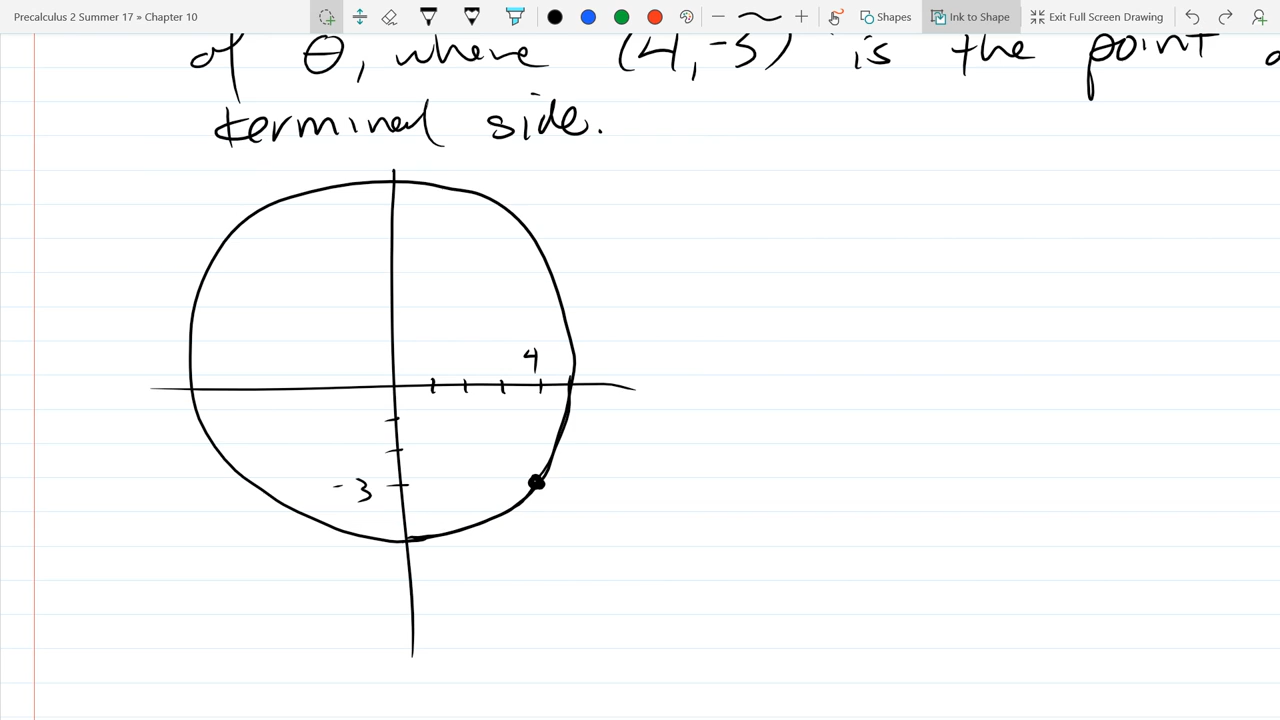 Precalculus 2 Summer 17 » Chapter 10
Shapes
Ink to Shape
Exit Full Screen Drawing
of θ, where (4,-3) is the point
terminal side.
4
-3